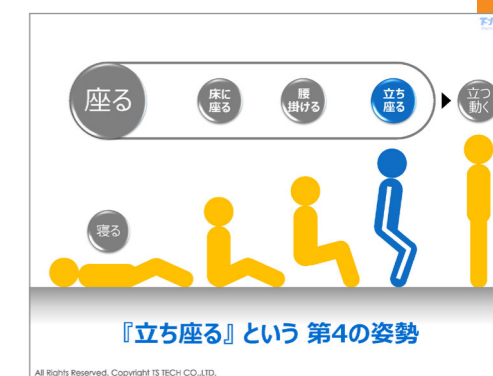 座る
床に
座る
腰
掛ける
立ち
座る
立つ
動く
寝る
『立ち座る』という 第4の姿勢
All Rights Reserved. Copyright TS TECH CO.,LTD.